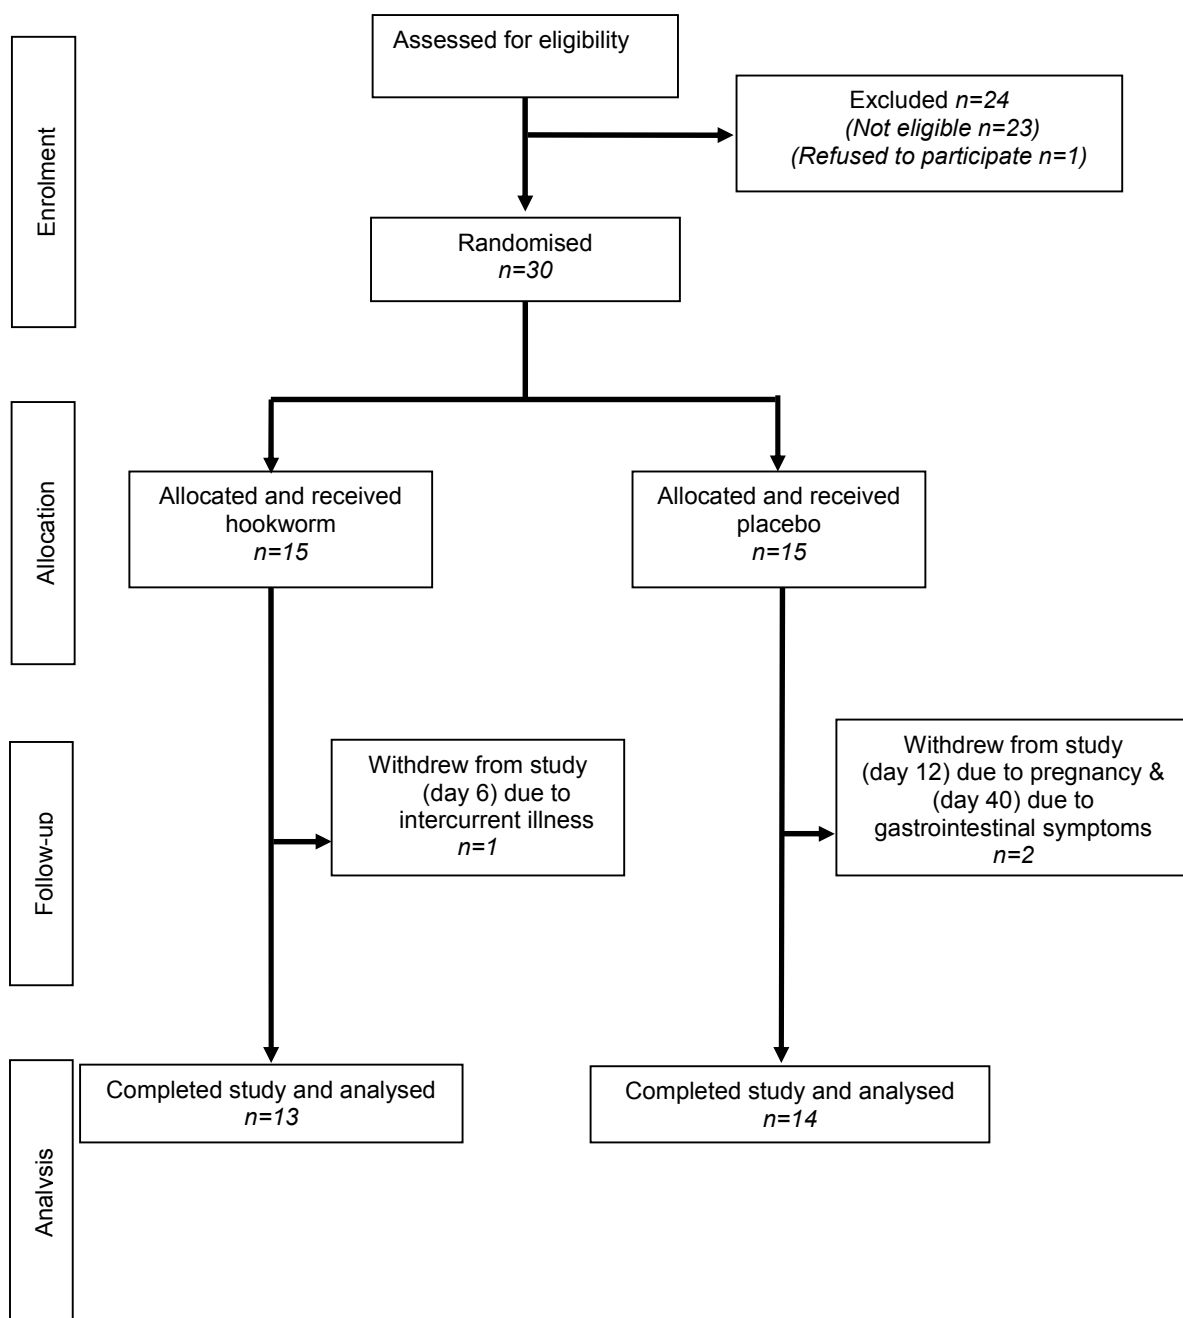 Enrolment
Assessed for eligibility
Excluded n=24
(Not eligible n=23)
(Refused to participate n=1)
Randomised
n=30
Allocation
Allocated and received
hookworm
n=15
Allocated and received
placebo
n=15
Follow-up
Withdrew from study
(day 6) due to
intercurrent illness
n=1
Withdrew from study
(day 12) due to pregnancy &
(day 40) due to
gastrointestinal symptoms
n=2
Analysis
Completed study and analysed
n=13
Completed study and analysed
n=14